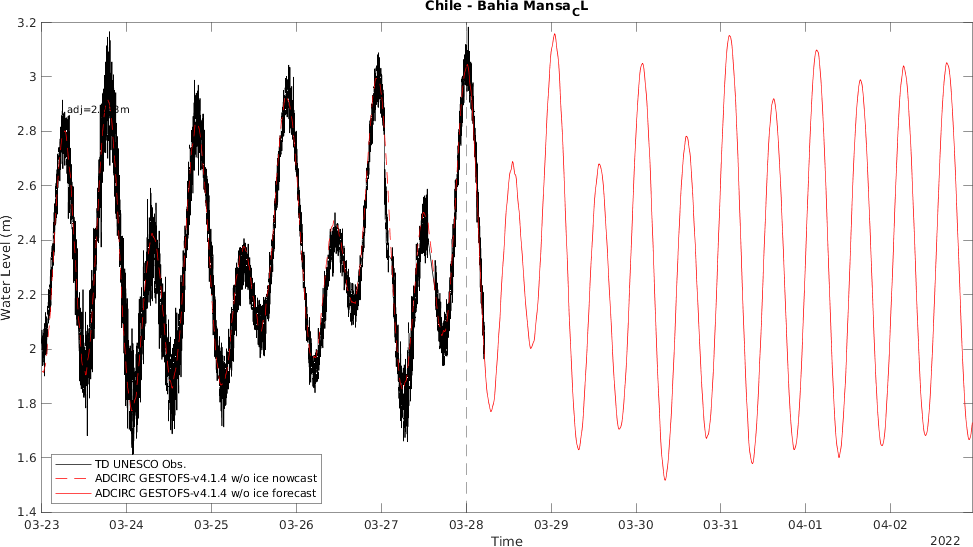 Chile - Bahia Mansa_CL
3.2
3
2.8
2.6
2.4
2.2
2
1.8
1.6
1.4
Water Level (m)
TD UNESCO Obs.
ADCIRC GESTOFS-v4.1.4 w/o ice nowcast
ADCIRC GESTOFS-v4.1.4 w/o ice forecast
03-23 03-24 03-25 03-26 03-27 03-28 03-29 03-30 03-31 04-01 04-02
Time
2022